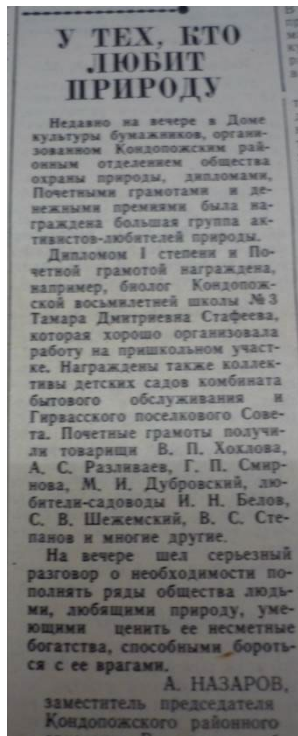 У ТЕХ, КТО
ЛЮБИТ
ПРИРОДУ
Недавно на вечере в Доме
культуры бумажников, органи-
зованном Кондопожским рай-
онным отделением общества
охраны природы, дипломами,
Почетными грамотами и де-
нежными премиями была на-
граждена большая группа ак-
тивистов-любителей природы.
Дипломом I степени и По-
четной грамотой награждена,
например, биолог Кондопож-
ской восьмилетней школы №3
Тамара Дмитриевна Стафеева,
которая хорошо организовала
работу на пришкольном участ-
ке. Награждены также коллек-
тивы детских садов комбината
бытового обслуживания и
Гирвасского поселкового Сове-
та. Почетные грамоты получи-
ли товарищи В. П. Хохлова,
А. С. Разливаев, Г. П. Смир-
нова, М. И. Дубровский, лю-
бители-садоводы И. Н. Белов,
С. В. Шежемский, В. С. Сте-
панов и многие другие.
На вечере шел серьезный
разговор о необходимости по-
полнять ряды общества людь-
ми, любящими природу, уме-
ющими ценить ее несметные
богатства, способными бороть-
ся с ее врагами.
А. НАЗАРОВ,
заместитель председателя
Кондопожского районного